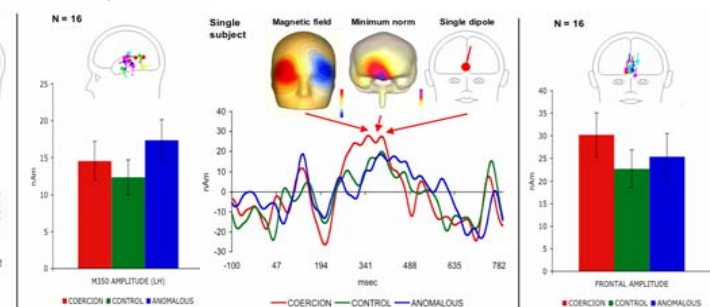 N = 16
25
20
15
10
5
0
nAm
M350 AMPLITUDE (LH)
COERCION CONTROL ANOMALOUS
Single
subject
Magnetic field
Minimum norm
Single dipole
40
30
20
10
0
-10
-20
-30
nAm
-100 47 194 341 488 635 782
msec
COERCION CONTROL ANOMALOUS
N = 16
40
35
30
25
20
15
10
5
0
nAm
FRONTAL AMPLITUDE
COERCION CONTROL ANOMALOUS